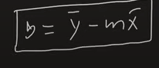 b = ȳ - mx̄